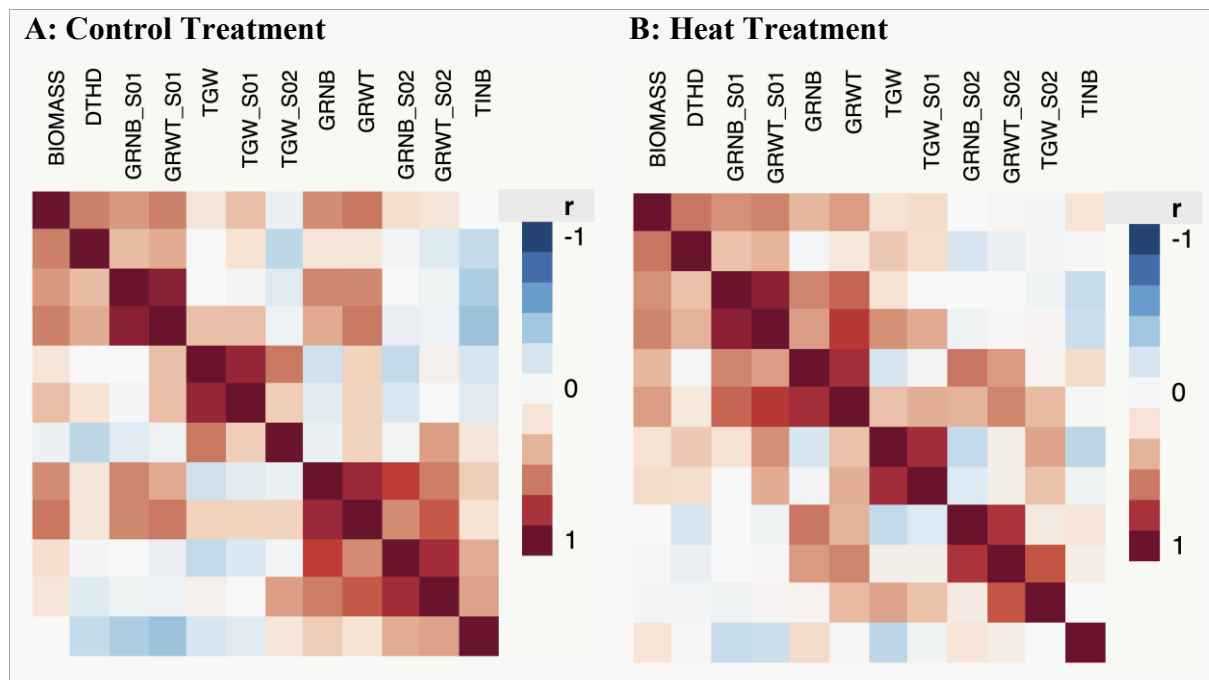 A: Control Treatment
BIOMASS
DTHD
GRNB_S01
GRWT_S01
TGW
TGW_S01
TGW_S02
GRNB
GRWT
GRNB_S02
GRWT_S02
TINB
r
-1
0
1
B: Heat Treatment
BIOMASS
DTHD
GRNB_S01
GRWT_S01
GRNB
GRWT
TGW
TGW_S01
GRNB_S02
GRWT_S02
TGW_S02
TINB
r
-1
0
1